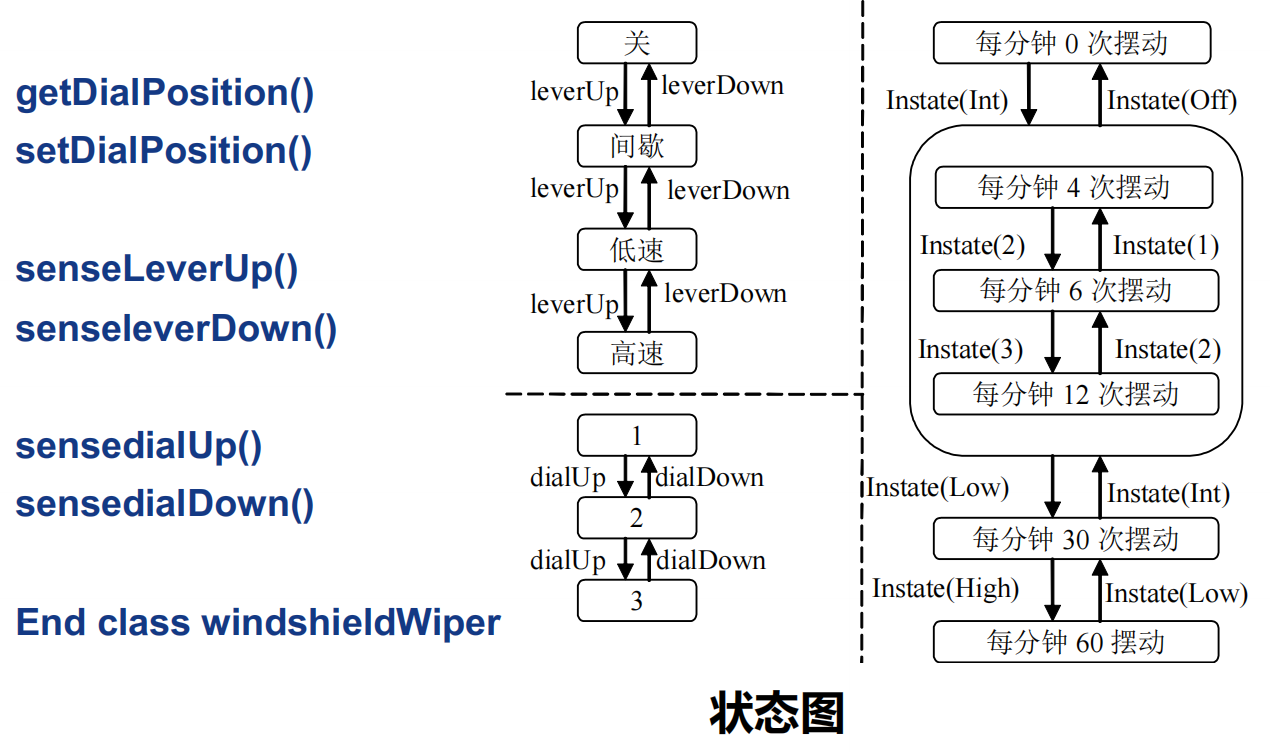 getDialPosition()
setDialPosition()
senseLeverUp()
senseleverDown()
sensedialUp()
sensedialDown()
End class windshieldWiper
关
leverUp
leverDown
间歇
leverUp
leverDown
低速
leverUp
leverDown
高速
1
dialUp
dialDown
2
dialUp
dialDown
3
每分钟 0 次摆动
Instate(Int)
Instate(Off)
每分钟 4 次摆动
Instate(2)
Instate(1)
每分钟 6 次摆动
Instate(3)
Instate(2)
每分钟 12 次摆动
Instate(Low)
Instate(Int)
每分钟 30 次摆动
Instate(High)
Instate(Low)
每分钟 60 摆动
状态图